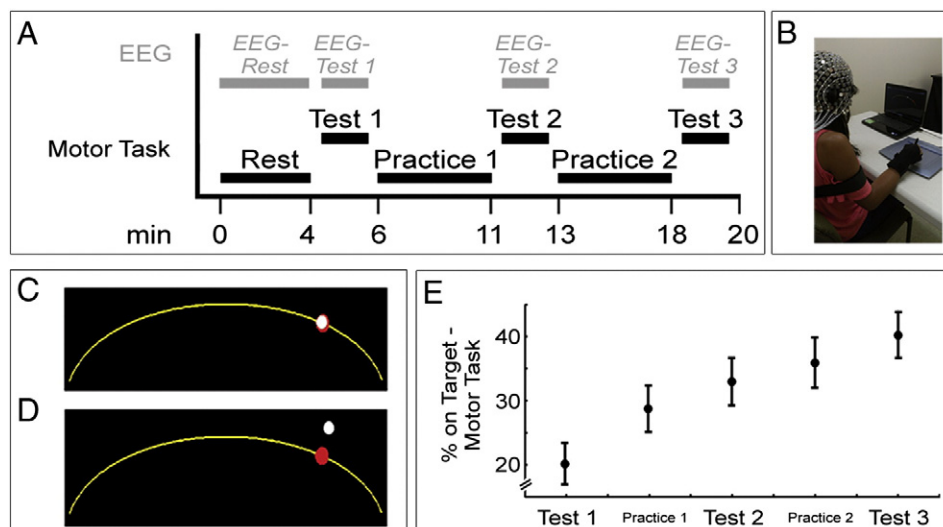 A
EEG
EEG-
Rest
EEG-
Test 1
EEG-
Test 2
EEG-
Test 3
Motor Task
Test 1
Test 2
Test 3
Rest
Practice 1
Practice 2
min
0 4 6 11 13 18 20
B
C
D
E
% on Target -
Motor Task
40
30
20
Test 1 Practice 1 Test 2 Practice 2 Test 3